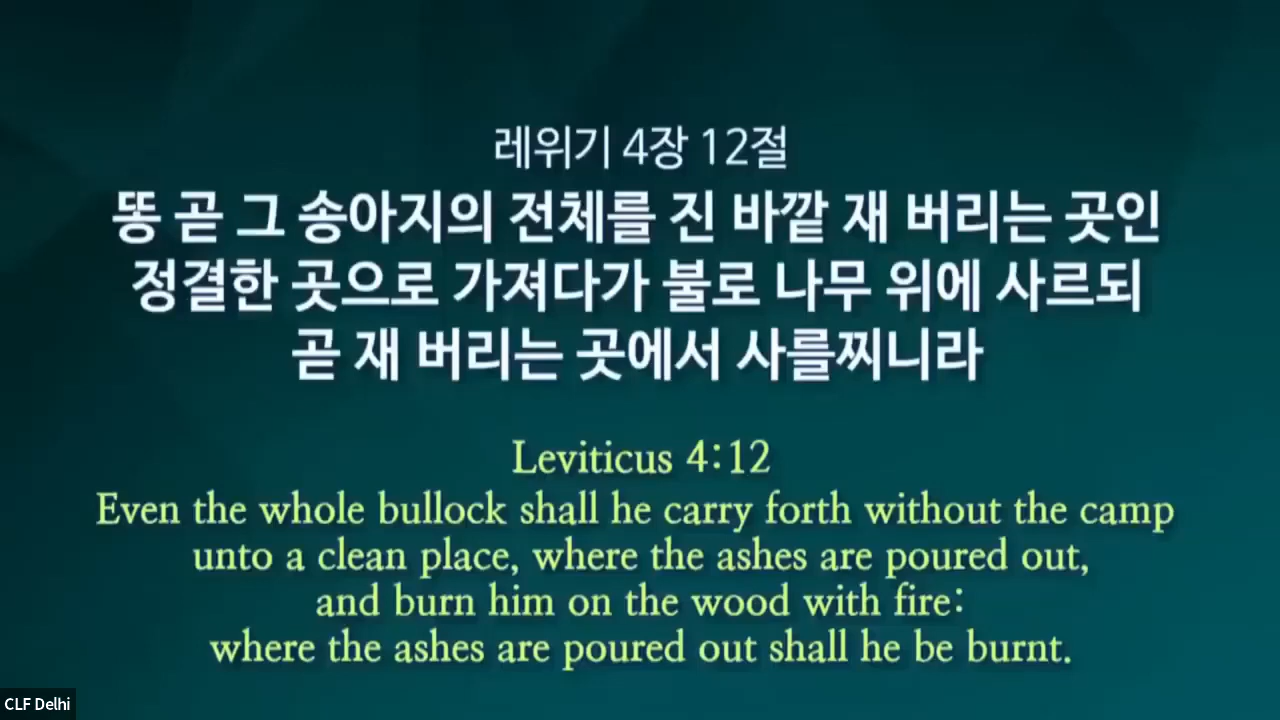 레위기 4장 12절
똥 곧 그 송아지의 전체를 진 바깥 재 버리는 곳인
정결한 곳으로 가져다가 불로 나무 위에 사르되
곧 재 버리는 곳에서 사를찌니라
Leviticus 4:12
Even the whole bullock shall he carry forth without the camp
unto a clean place, where the ashes are poured out,
and burn him on the wood with fire:
where the ashes are poured out shall he be burnt.
CLF Delhi